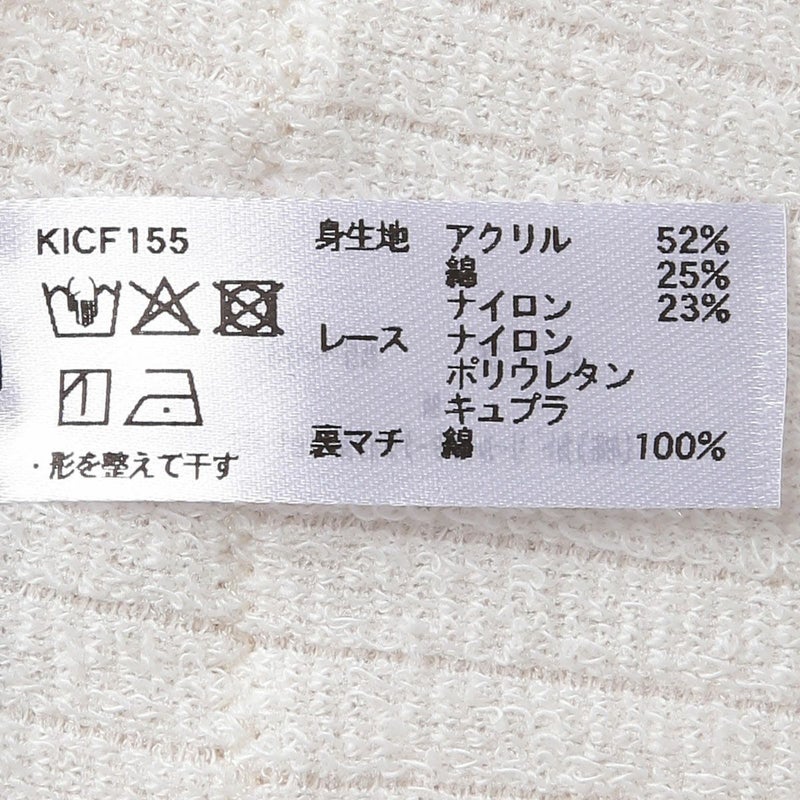 KICF155
・形を整えて干す
身生地 アクリル 52%
綿 25%
ナイロン 23%
レース ナイロン
ポリウレタン
キュプラ
裏マチ 綿 100%